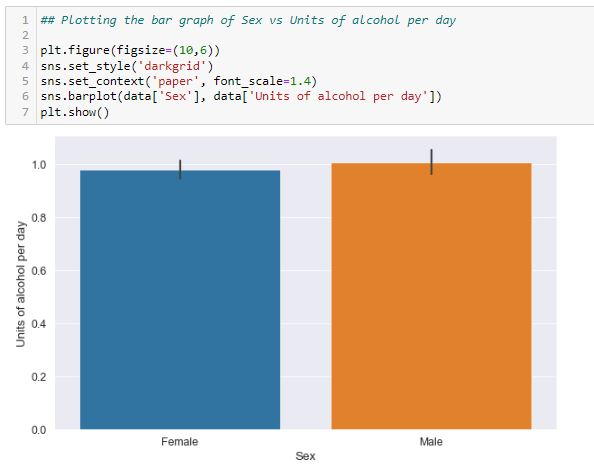 1 ## Plotting the bar graph of Sex vs Units of alcohol per day
2
3 plt.figure(figsize=(10,6))
4 sns.set_style('darkgrid')
5 sns.set_context('paper', font_scale=1.4)
6 sns.barplot(data['Sex'], data['Units of alcohol per day'])
7 plt.show()
1.0
0.8
0.6
0.4
0.2
0.0
Units of alcohol per day
Female Male
Sex